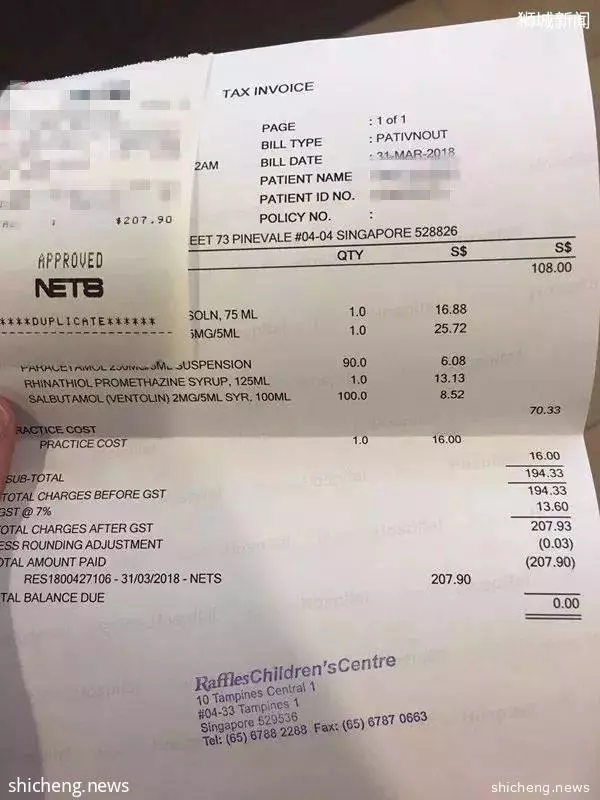 狮城新闻
TAX INVOICE
PAGE : 1 of 1
BILL TYPE : PATIVNOUT
2AM BILL DATE : 31-MAR-2018
PATIENT NAME
PATIENT ID NO.
POLICY NO. :
$207.90
EET 73 PINEVALE #04-04 SINGAPORE 528826
QTY S$ S$
108.00
APPROVED
NETS
****DUPLICATE******
SOLN, 75 ML 1.0 16.88
5MG/5ML 1.0 25.72
PARACETAMOL 250MG/5ML SUSPENSION 90.0 6.08
RHINATHIOL PROMETHAZINE SYRUP, 125ML 1.0 13.13
SALBUTAMOL (VENTOLIN) 2MG/5ML SYR, 100ML 100.0 8.52
70.33
RACTICE COST
PRACTICE COST 1.0 16.00
16.00
SUB-TOTAL 194.33
TOTAL CHARGES BEFORE GST 194.33
GST @ 7% 13.60
OTAL CHARGES AFTER GST 207.93
ESS ROUNDING ADJUSTMENT (0.03)
OTAL AMOUNT PAID (207.90)
RES1800427106 - 31/03/2018 - NETS 207.90
TAL BALANCE DUE 0.00
RafflesChildren'sCentre
10 Tampines Central 1
#04-33 Tampines 1
Singapore 529536
Tel: (65) 6788 2288 Fax: (65) 6787 0663
shicheng.news
shicheng.news